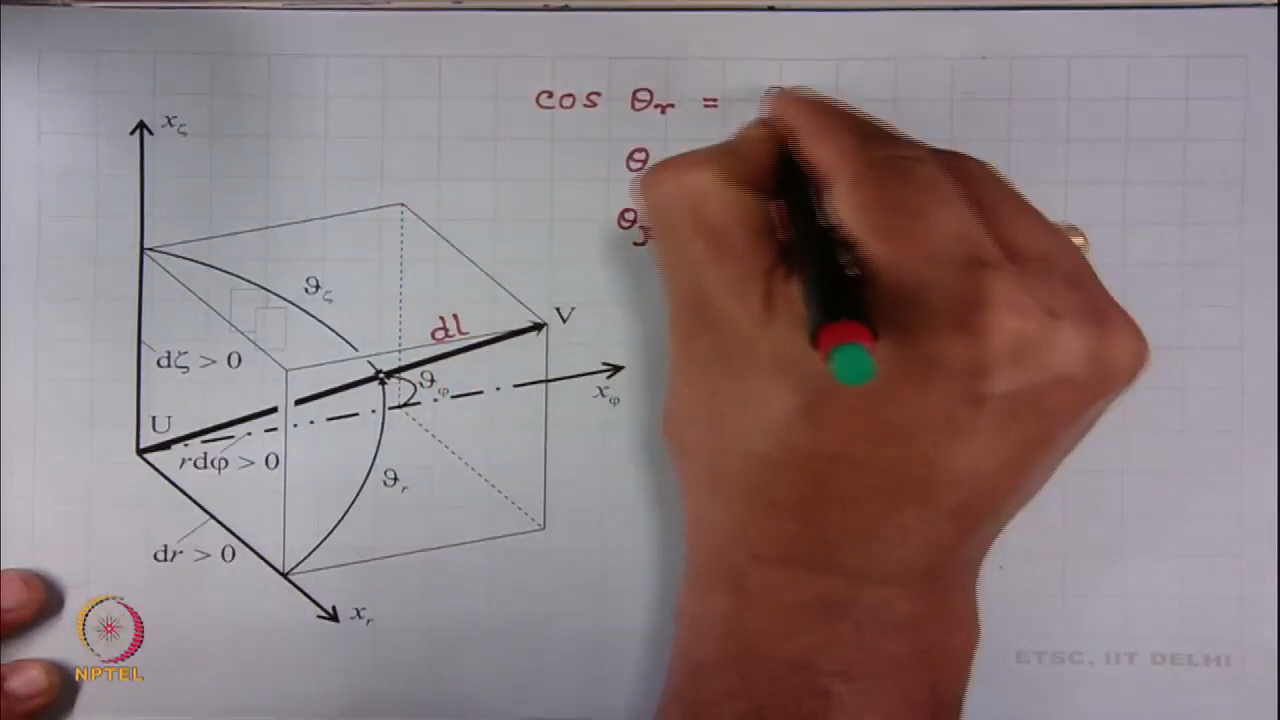 cos θr =
θ
θ
xζ
ϑζ
dl
V
dζ > 0
ϑφ
U
xφ
rdφ > 0
ϑr
dr > 0
xr
NPTEL
ETSC, IIT DELHI